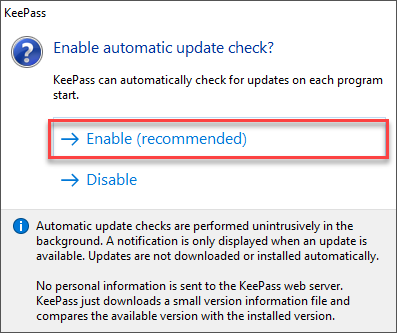 KeePass
Enable automatic update check?
KeePass can automatically check for updates on each program
start.
Enable (recommended)
Disable
Automatic update checks are performed unintrusively in the
background. A notification is only displayed when an update is
available. Updates are not downloaded or installed automatically.
No personal information is sent to the KeePass web server.
KeePass just downloads a small version information file and
compares the available version with the installed version.